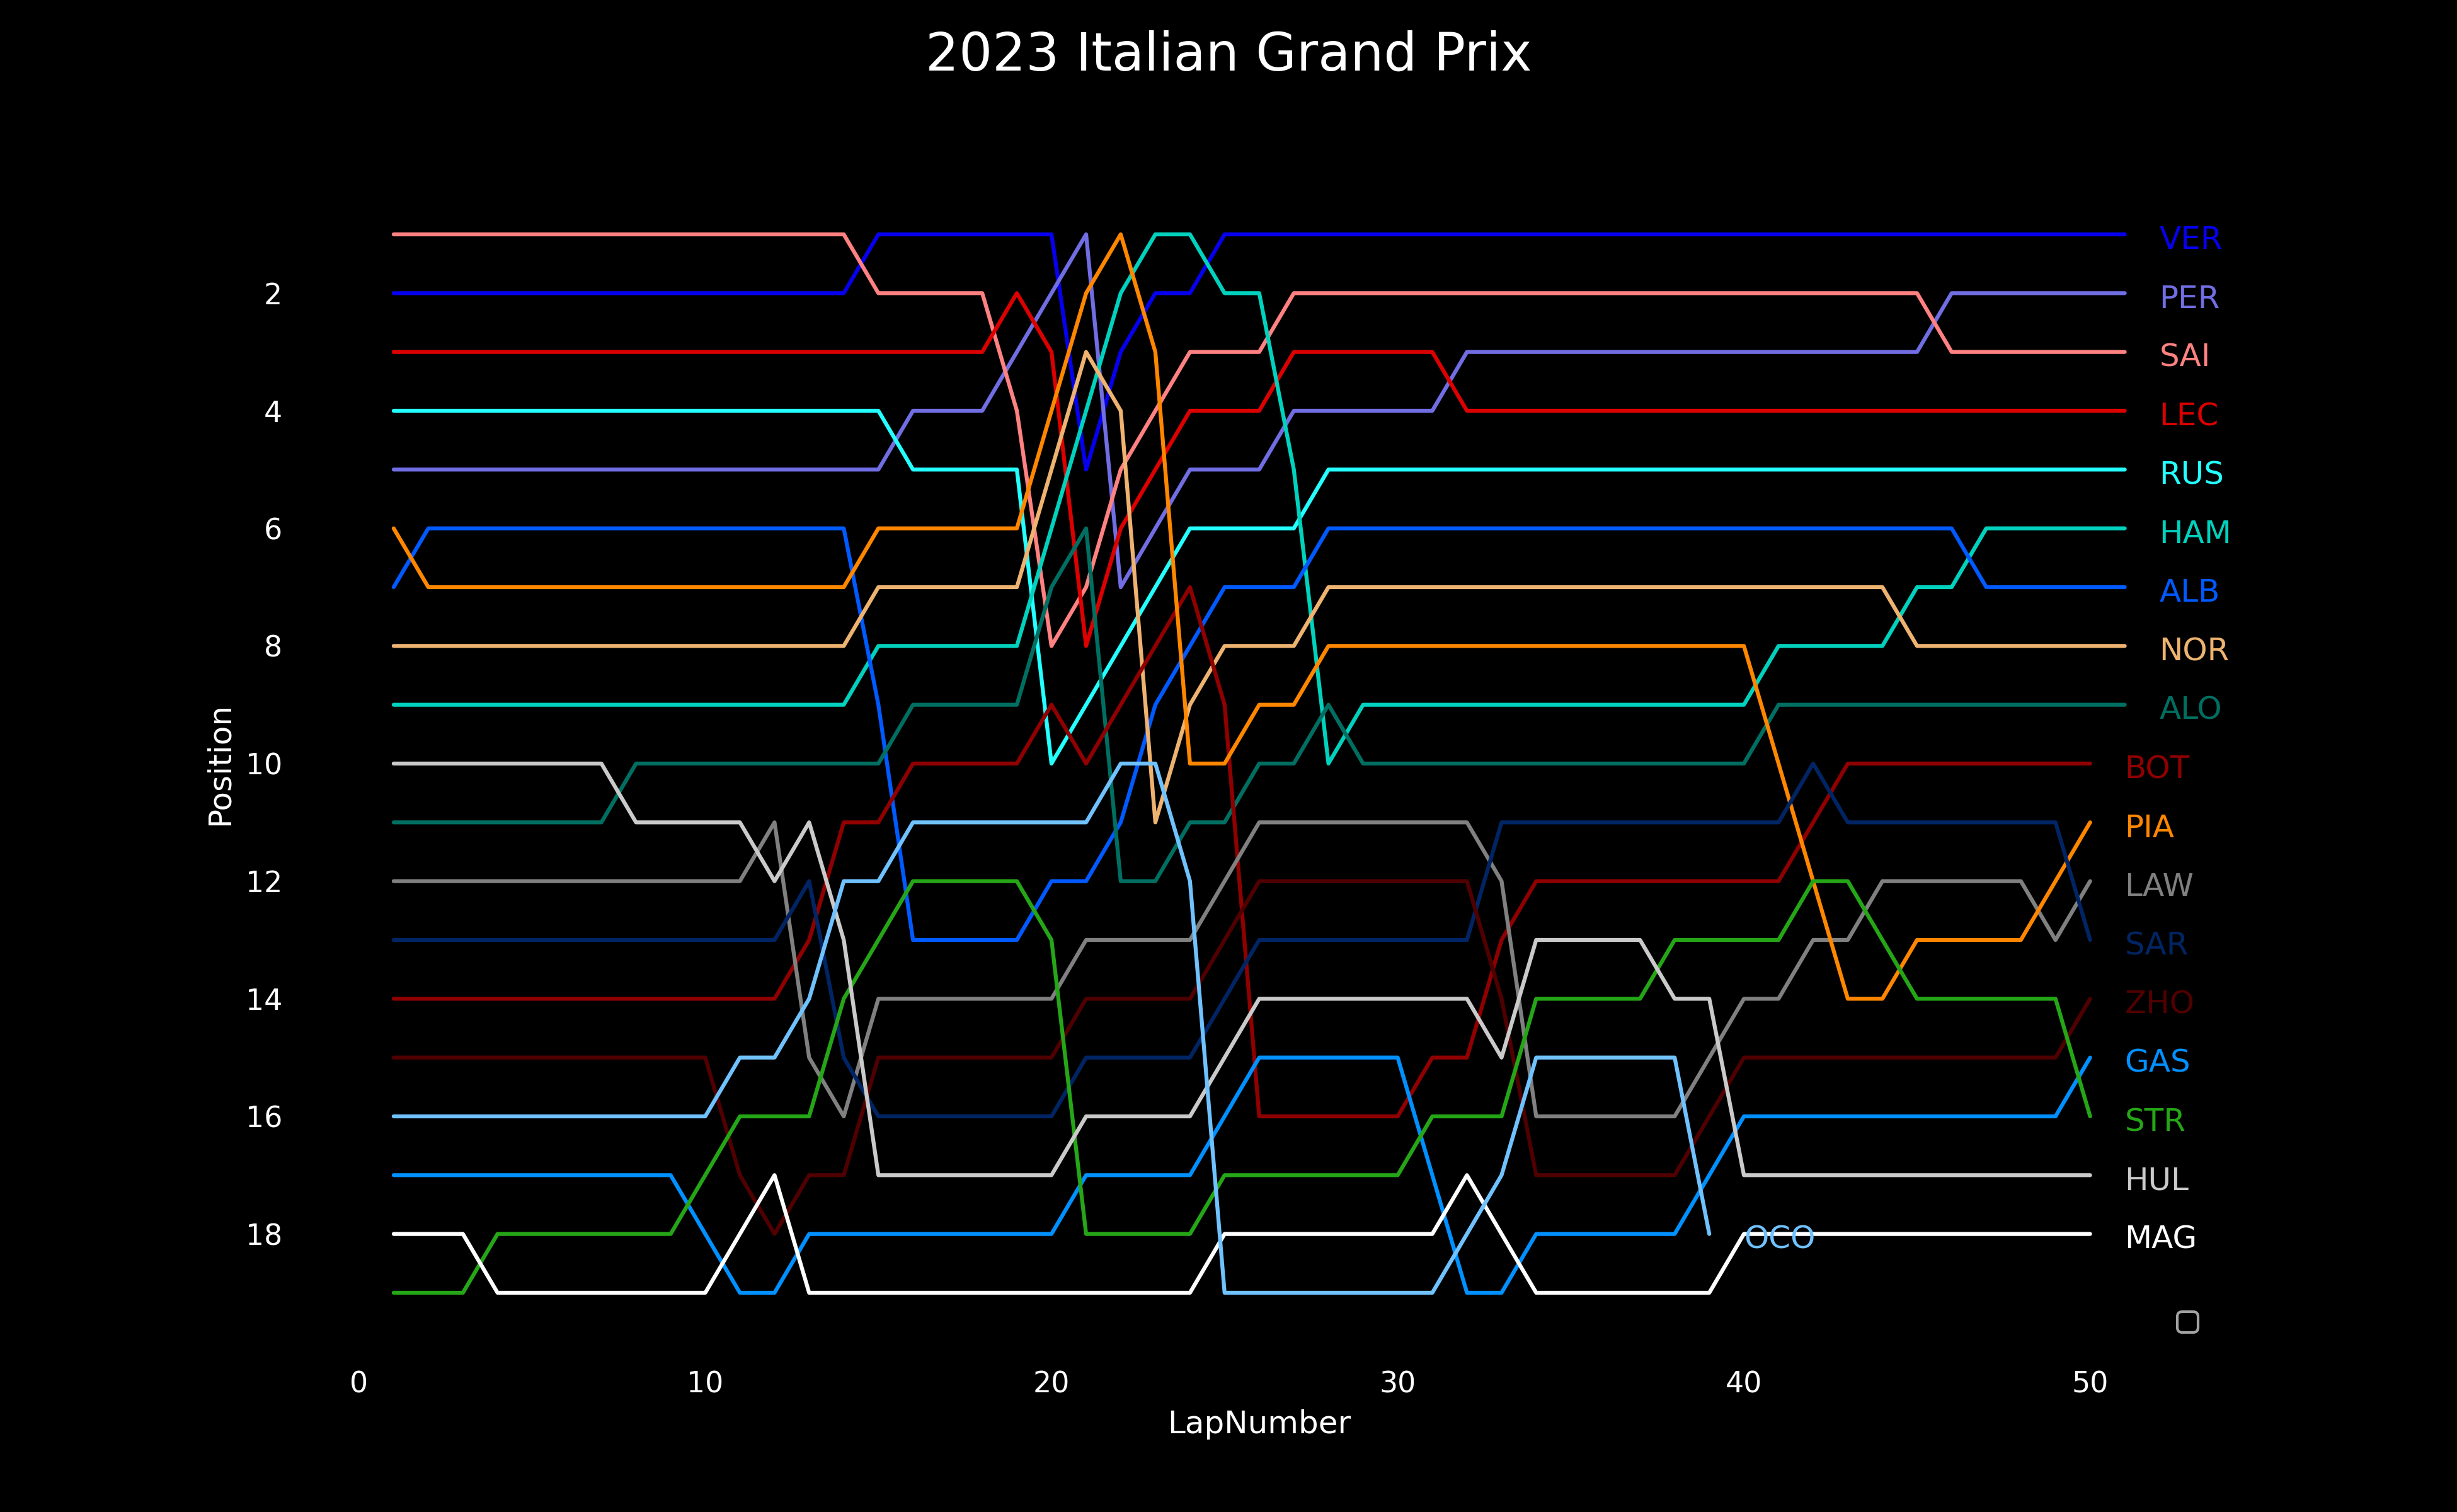 2023 Italian Grand Prix
VER
2
PER
SAI
4
LEC
RUS
6
HAM
ALB
8
NOR
ALO
Position
10
BOT
PIA
12
LAW
SAR
14
ZHO
GAS
16
STR
HUL
18
OCO
MAG
0
10
20
30
40
50
LapNumber